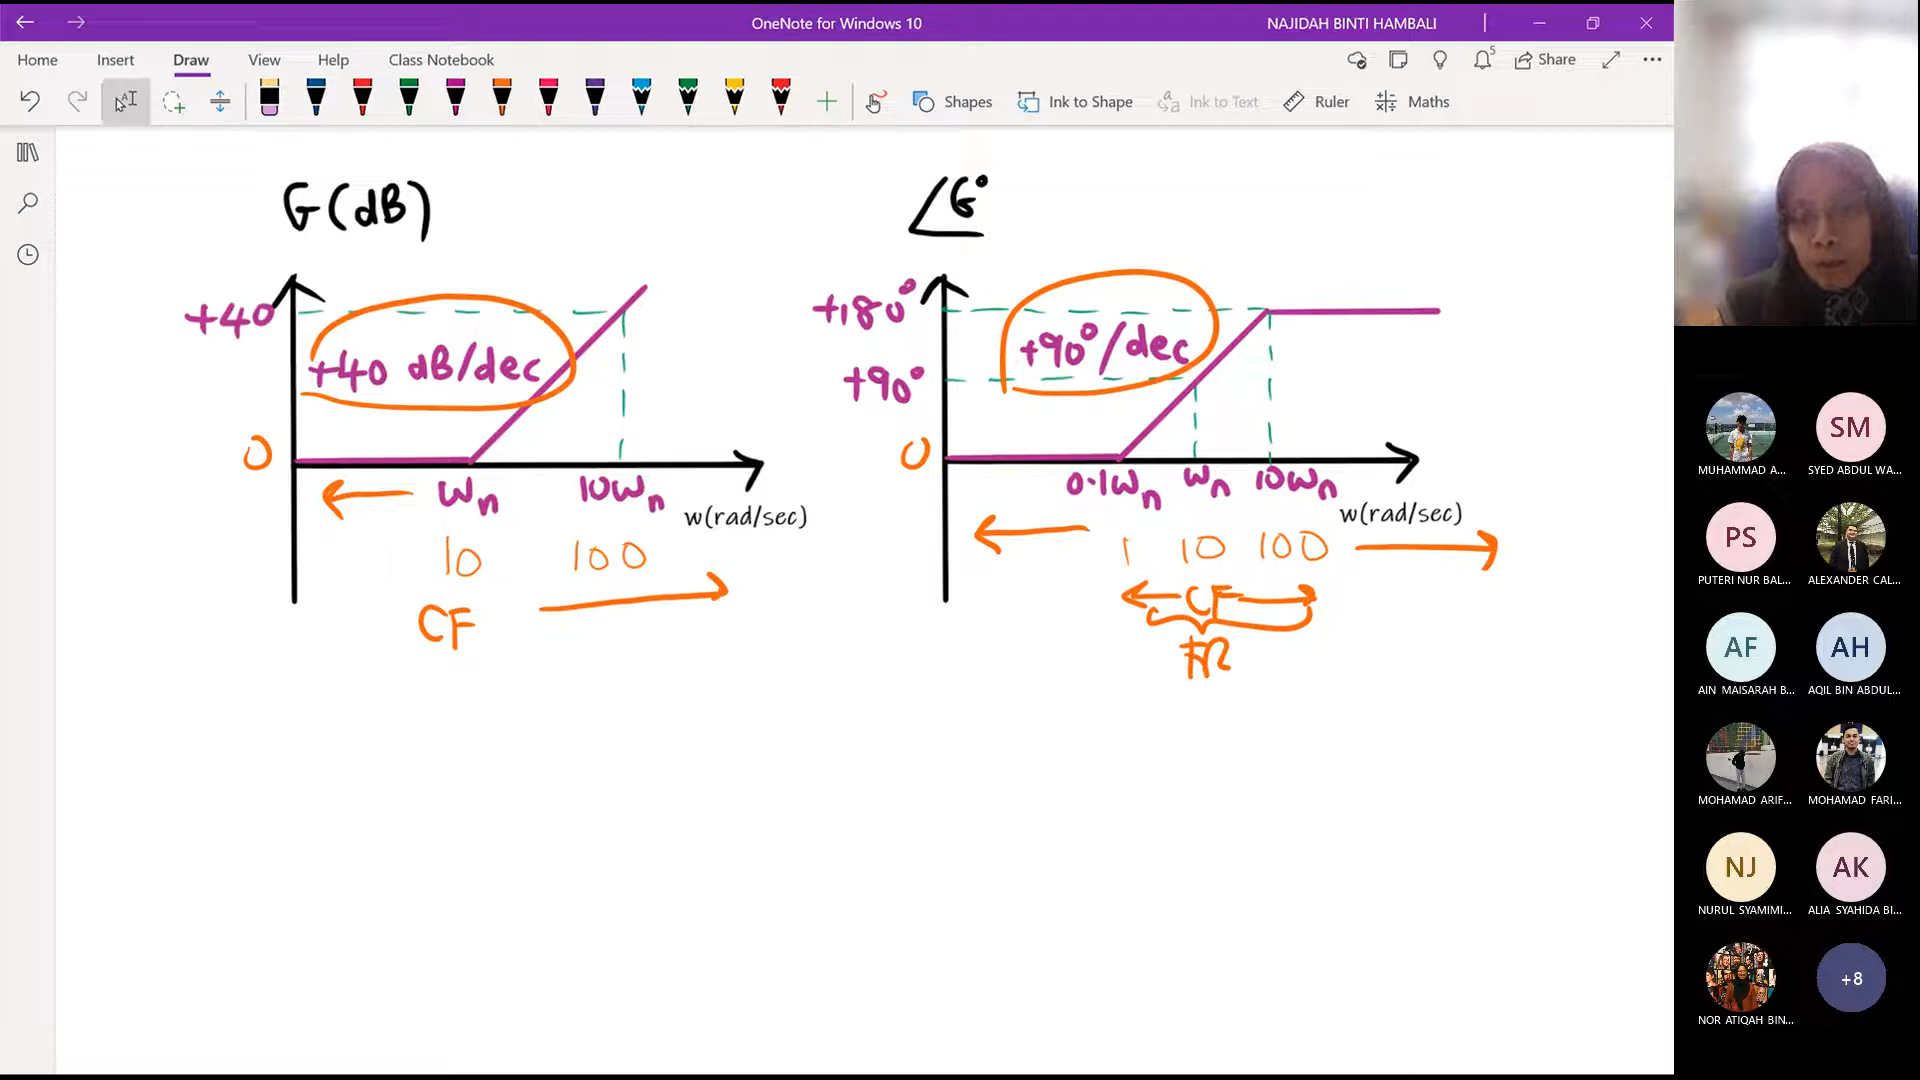 OneNote for Windows 10
NAJIDAH BINTI HAMBALI
Home Insert Draw View Help Class Notebook
5
Share
Shapes
Ink to Shape
Ink to Text
Ruler
Maths
G(dB)
+40
+40 dB/dec
0
ωn 10ωn
w(rad/sec)
10 100
CF
∠G°
+180°
+90°/dec
+90°
0
0.1ωn ωn 10ωn
w(rad/sec)
1 10 100
CF
FR
MUHAMMAD A...
SM
SYED ABDUL WA...
PS
PUTERI NUR BAL...
ALEXANDER CAL...
AF
AIN MAISARAH B...
AH
AQIL BIN ABDUL...
MOHAMAD ARIF...
MOHAMAD FARI...
NJ
NURUL SYAMIMI...
AK
ALIA SYAHIDA BI...
NOR ATIQAH BIN...
+8